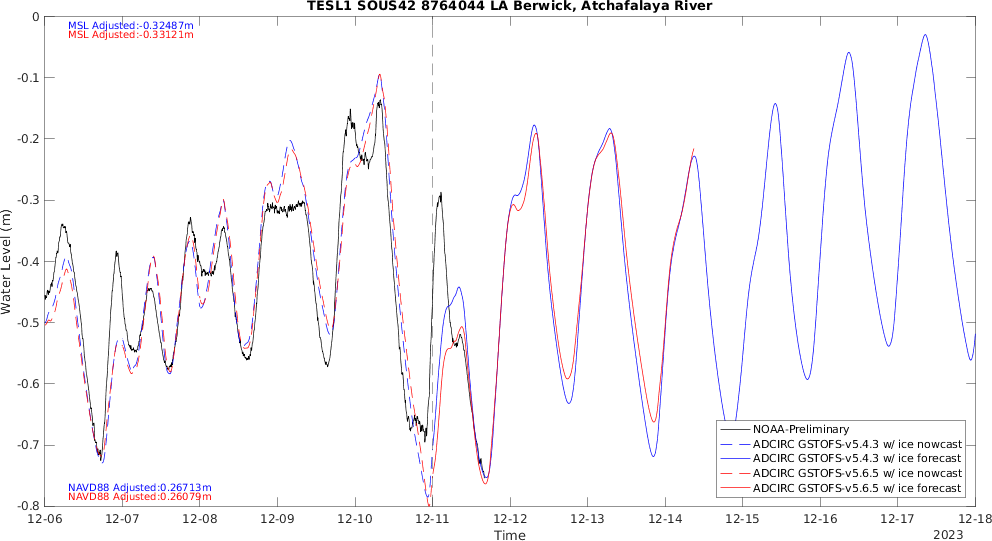 TESL1 SOUS42 8764044 LA Berwick, Atchafalaya River
MSL Adjusted:-0.32487m
MSL Adjusted:-0.33121m
0
-0.1
-0.2
-0.3
-0.4
-0.5
-0.6
-0.7
-0.8
Water Level (m)
NAVD88 Adjusted:0.26713m
NAVD88 Adjusted:0.26079m
NOAA-Preliminary
ADCIRC GSTOFS-v5.4.3 w/ ice nowcast
ADCIRC GSTOFS-v5.4.3 w/ ice forecast
ADCIRC GSTOFS-v5.6.5 w/ ice nowcast
ADCIRC GSTOFS-v5.6.5 w/ ice forecast
12-06 12-07 12-08 12-09 12-10 12-11 12-12 12-13 12-14 12-15 12-16 12-17 12-18
Time
2023